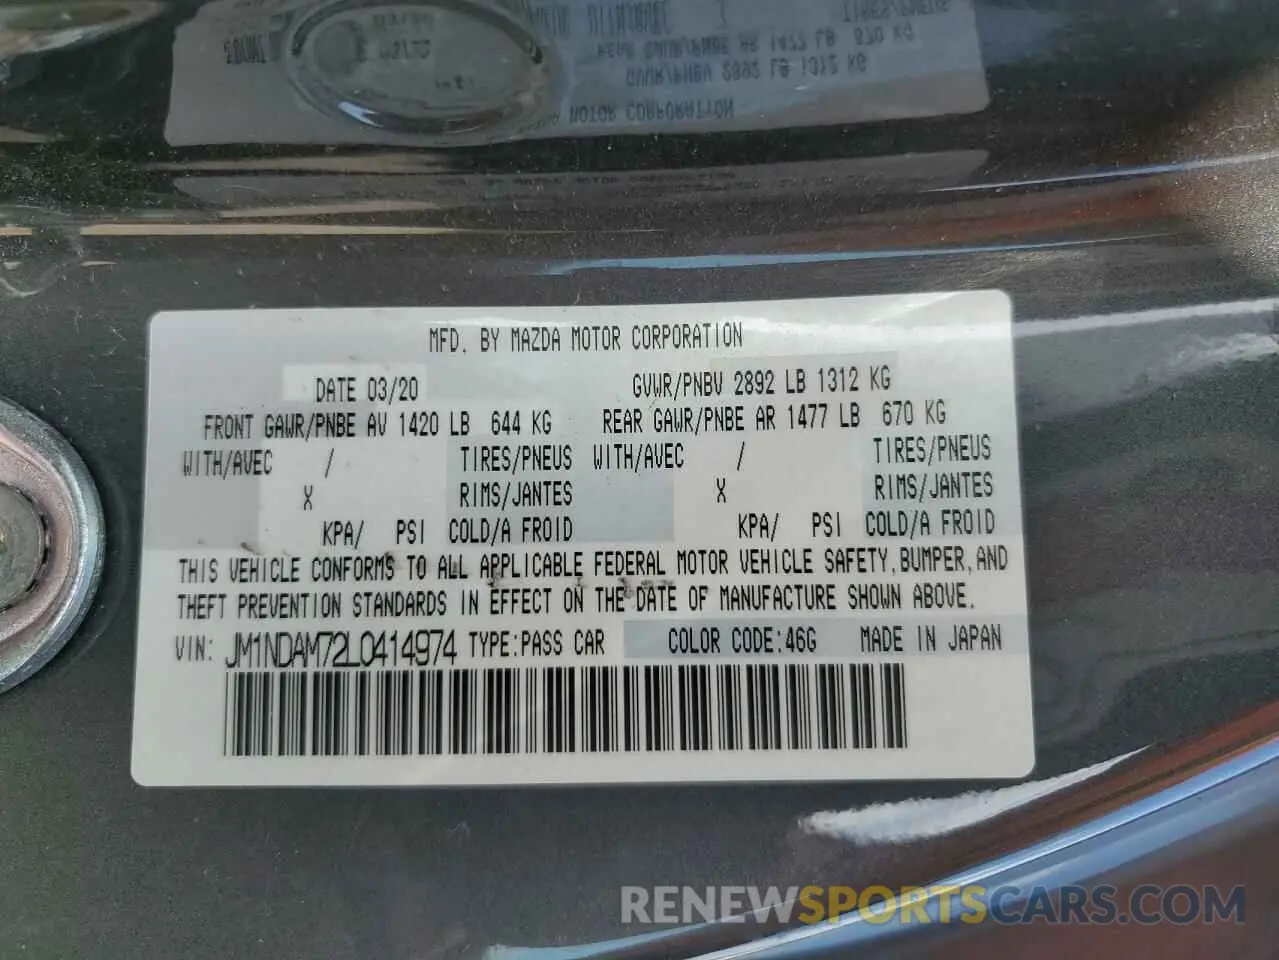 MFD. BY MAZDA MOTOR CORPORATION
DATE 03/20 GVWR/PNBV 2892 LB 1312 KG
FRONT GAWR/PNBE AV 1420 LB 644 KG REAR GAWR/PNBE AR 1477 LB 670 KG
WITH/AVEC / TIRES/PNEUS WITH/AVEC / TIRES/PNEUS
X RIMS/JANTES X RIMS/JANTES
KPA/ PSI COLD/A FROID KPA/ PSI COLD/A FROID
THIS VEHICLE CONFORMS TO ALL APPLICABLE FEDERAL MOTOR VEHICLE SAFETY, BUMPER, AND
THEFT PREVENTION STANDARDS IN EFFECT ON THE DATE OF MANUFACTURE SHOWN ABOVE.
VIN: JM1NDAM72L0414974 TYPE:PASS CAR COLOR CODE:46G MADE IN JAPAN
RENEWSPORTSCARS.COM